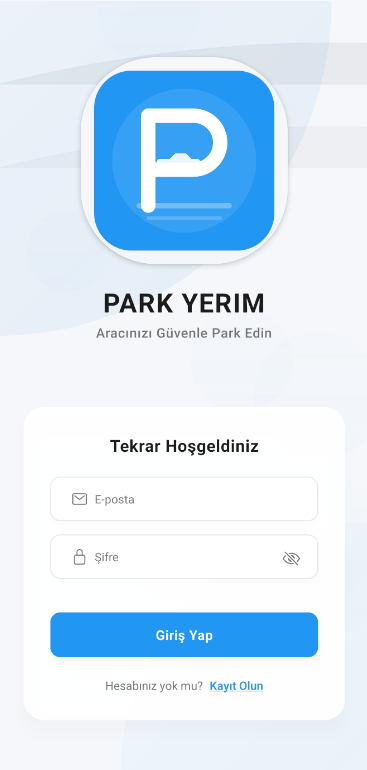 P
PARK YERIM
Aracınızı Güvenle Park Edin
Tekrar Hoşgeldiniz
E-posta
Şifre
Giriş Yap
Hesabınız yok mu? Kayıt Olun